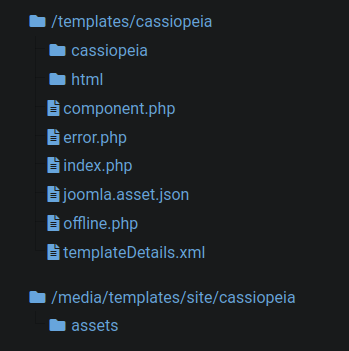 /templates/cassiopeia
cassiopeia
html
component.php
error.php
index.php
joomla.asset.json
offline.php
templateDetails.xml
/media/templates/site/cassiopeia
assets